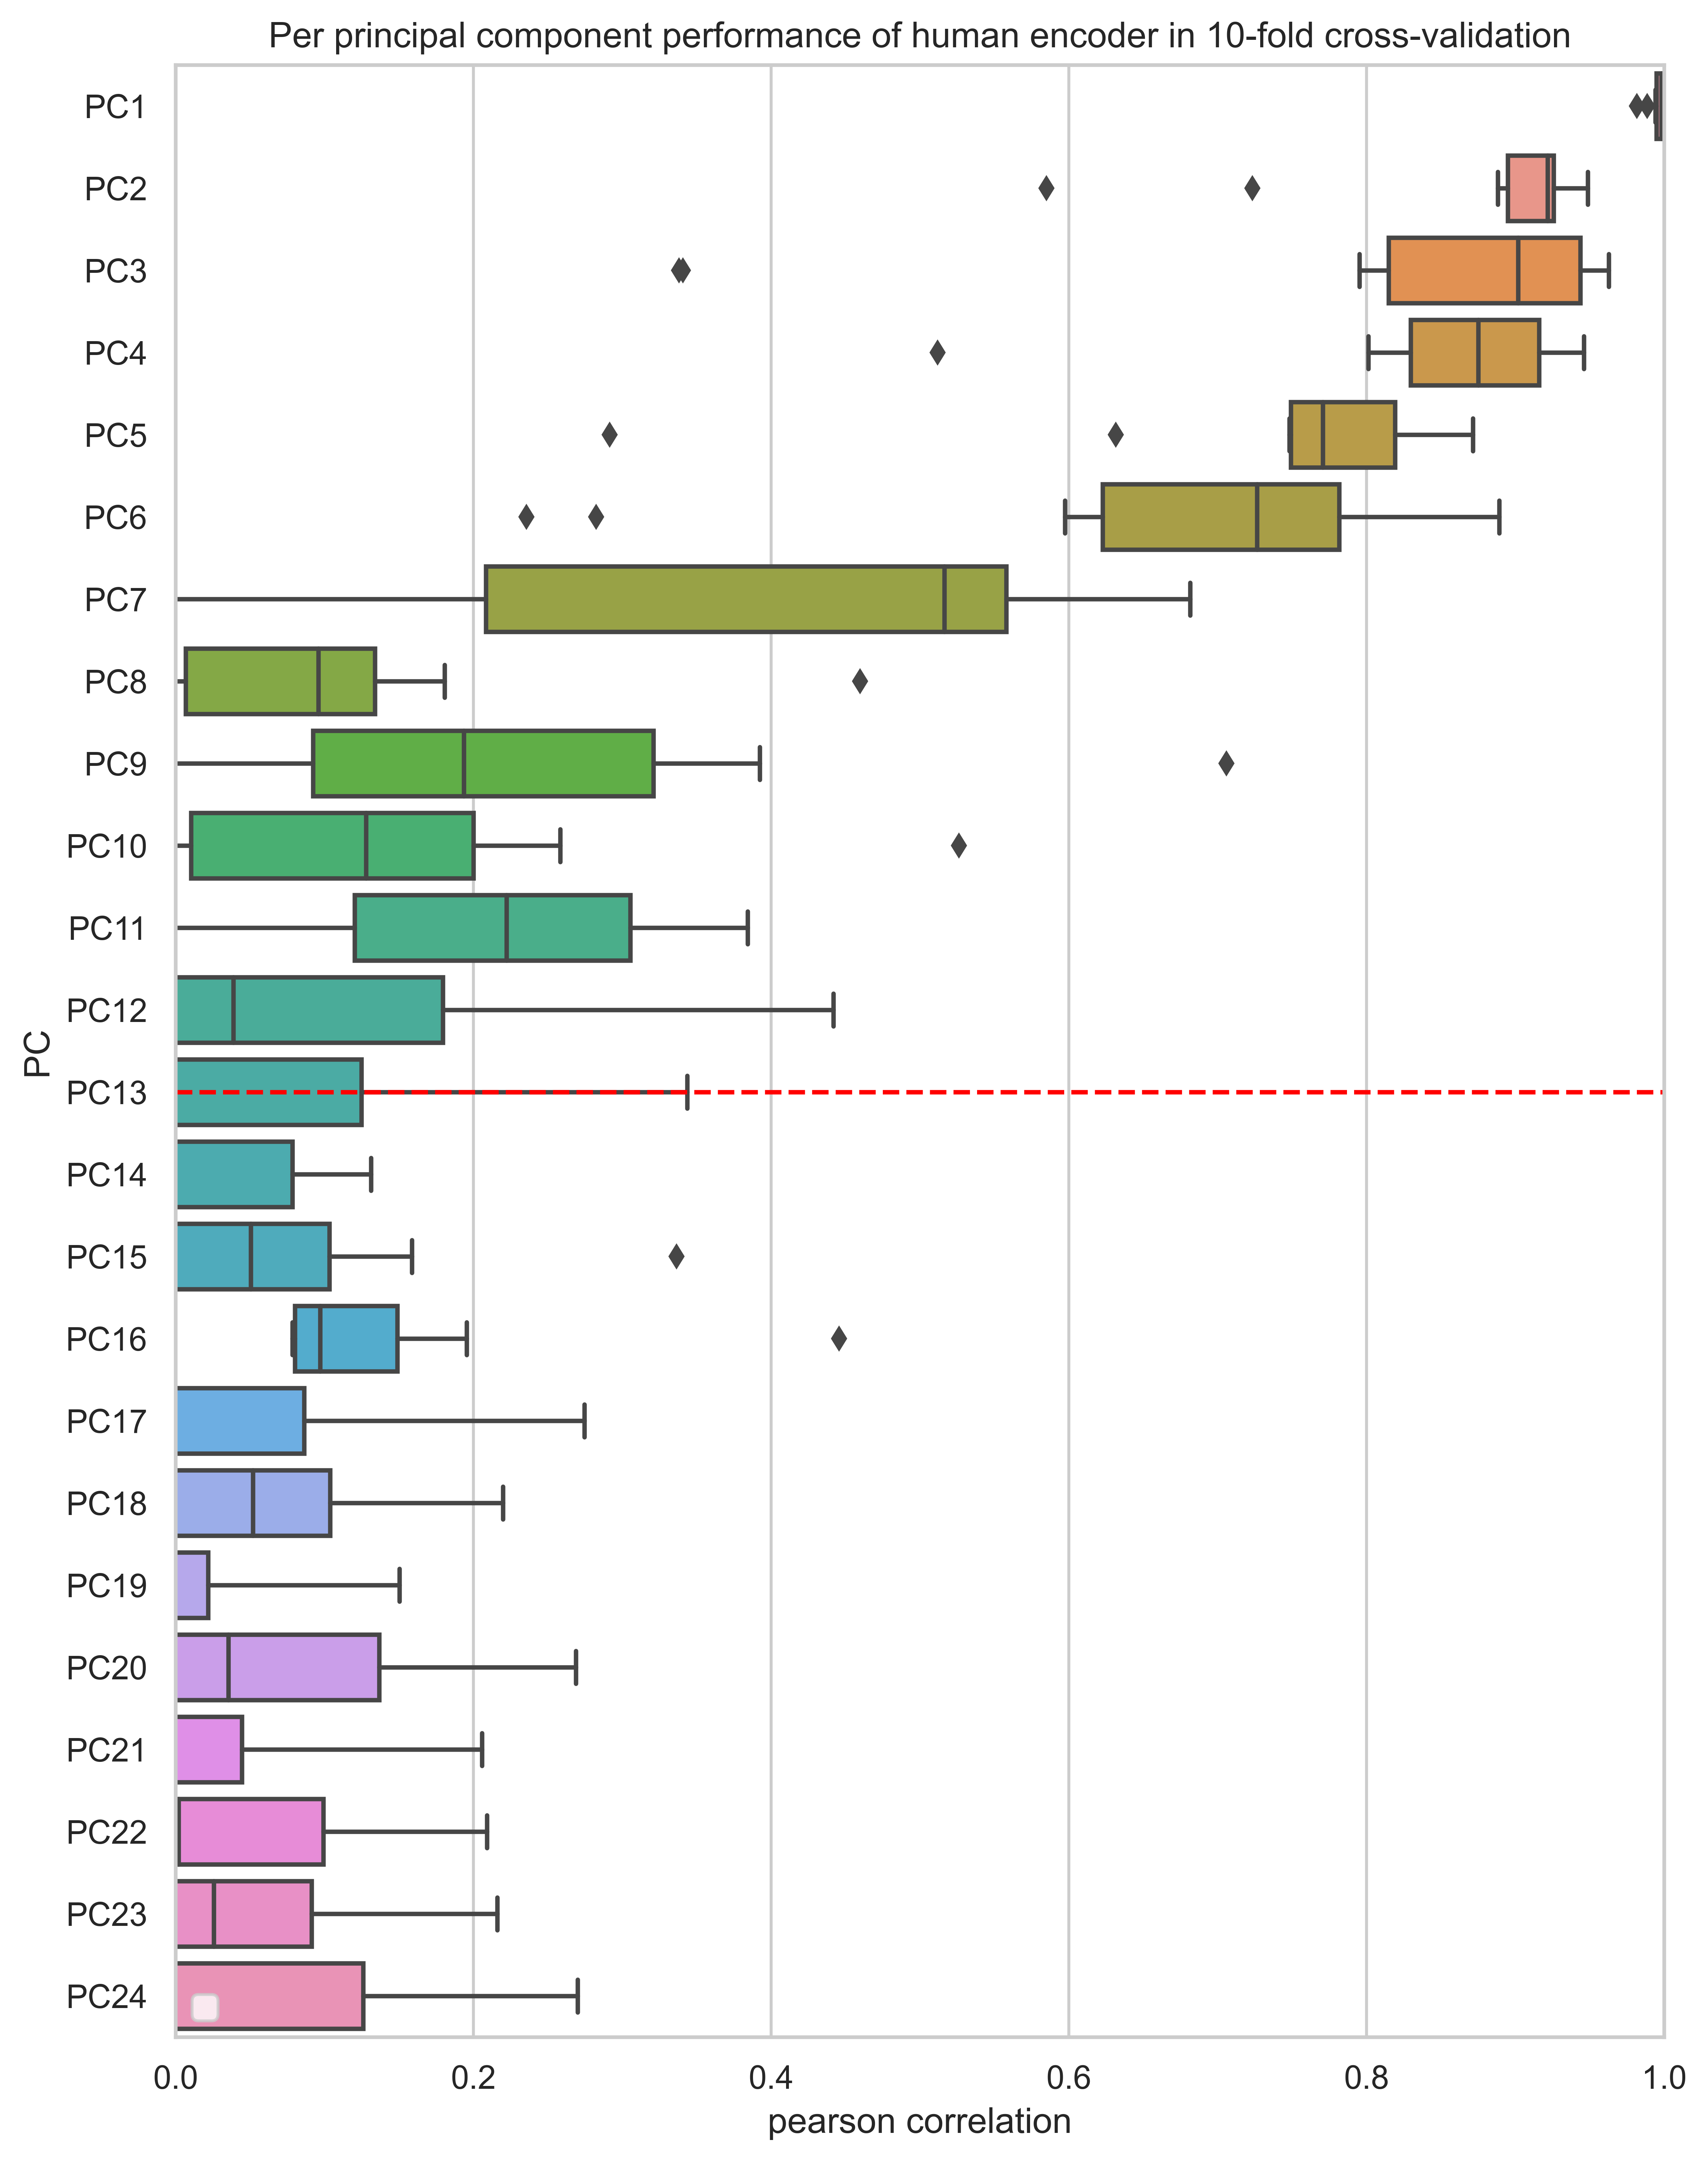 Per principal component performance of human encoder in 10-fold cross-validation
PC1
PC2
PC3
PC4
PC5
PC6
PC7
PC8
PC9
PC10
PC11
PC12
PC13
PC14
PC15
PC16
PC17
PC18
PC19
PC20
PC21
PC22
PC23
PC24
PC
0.0 0.2 0.4 0.6 0.8 1.0
pearson correlation